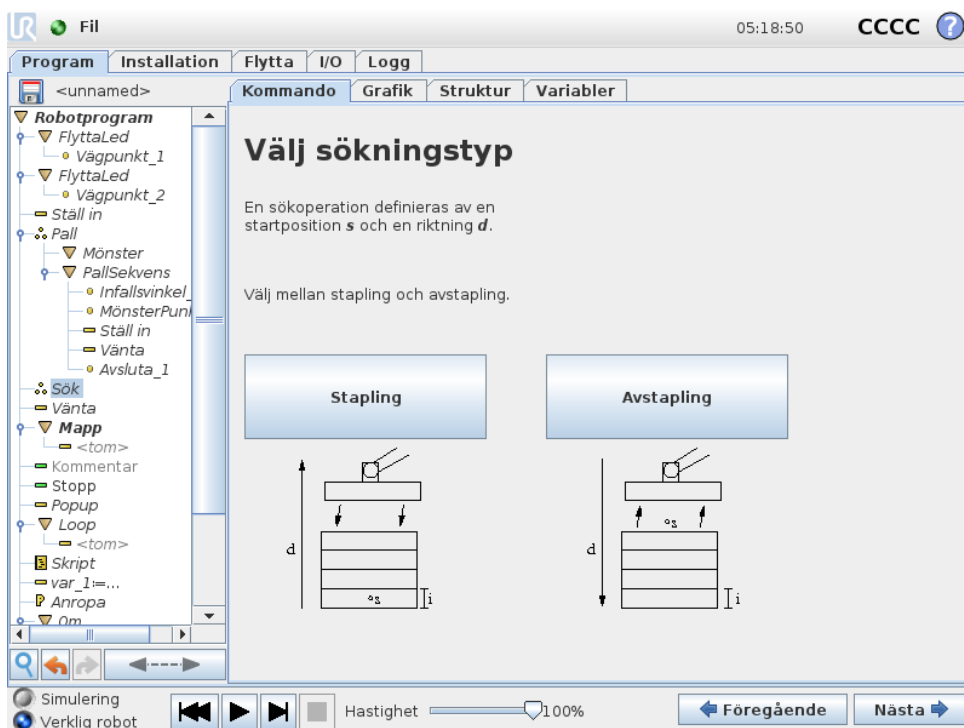 UR Fil 05:18:50 CCCC ?
Program Installation Flytta I/O Logg
<unnamed>
Kommando Grafik Struktur Variabler
Robotprogram
FlyttaLed
Vägpunkt_1
FlyttaLed
Vägpunkt_2
Ställ in
Pall
Mönster
PallSekvens
Infallsvinkel_
MönsterPunk
Ställ in
Vänta
Avsluta_1
Sök
Vänta
Mapp
<tom>
Kommentar
Stopp
Popup
Loop
<tom>
Skript
var_1:=...
P Anropa
Om
Välj sökningstyp
En sökoperation definieras av en
startposition s och en riktning d.
Välj mellan stapling och avstapling.
Stapling
Avstapling
d
s
i
d
s
i
Simulering
Verklig robot
Hastighet 100%
Föregående
Nästa